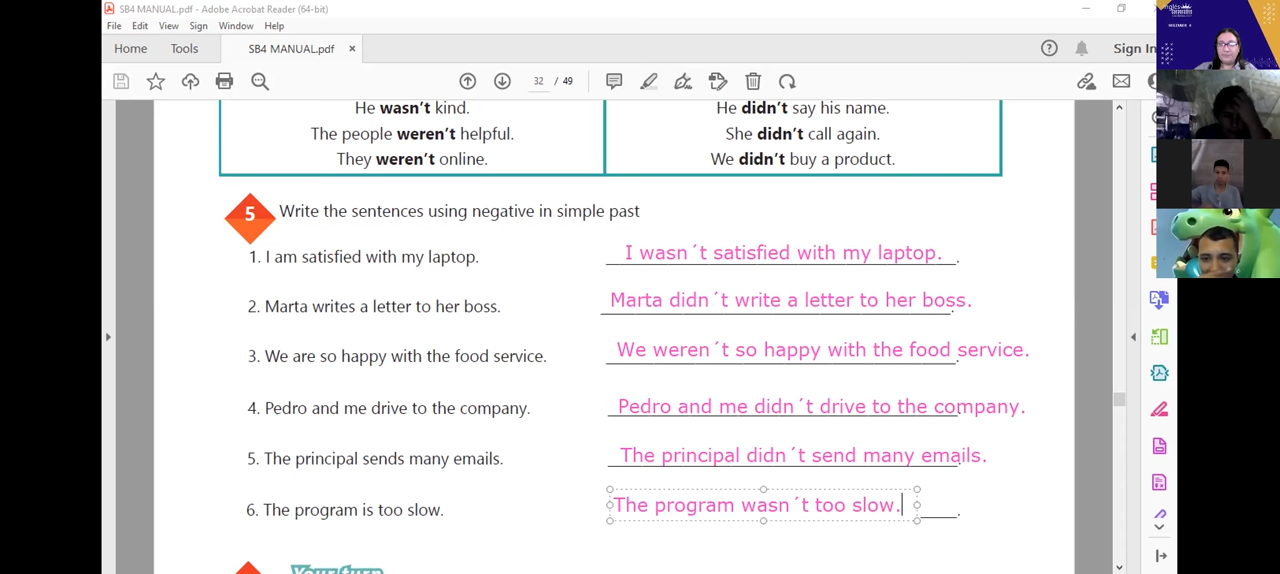 SB4 MANUAL.pdf - Adobe Acrobat Reader (64-bit)
File Edit View Sign Window Help
Home Tools SB4 MANUAL.pdf × Sign In
32 / 49
He wasn't kind. He didn't say his name.
The people weren't helpful. She didn't call again.
They weren't online. We didn't buy a product.
5 Write the sentences using negative in simple past
1. I am satisfied with my laptop. I wasn´t satisfied with my laptop. .
2. Marta writes a letter to her boss. Marta didn´t write a letter to her boss. .
3. We are so happy with the food service. We weren´t so happy with the food service. .
4. Pedro and me drive to the company. Pedro and me didn´t drive to the company. .
5. The principal sends many emails. The principal didn´t send many emails. .
6. The program is too slow. The program wasn´t too slow. .